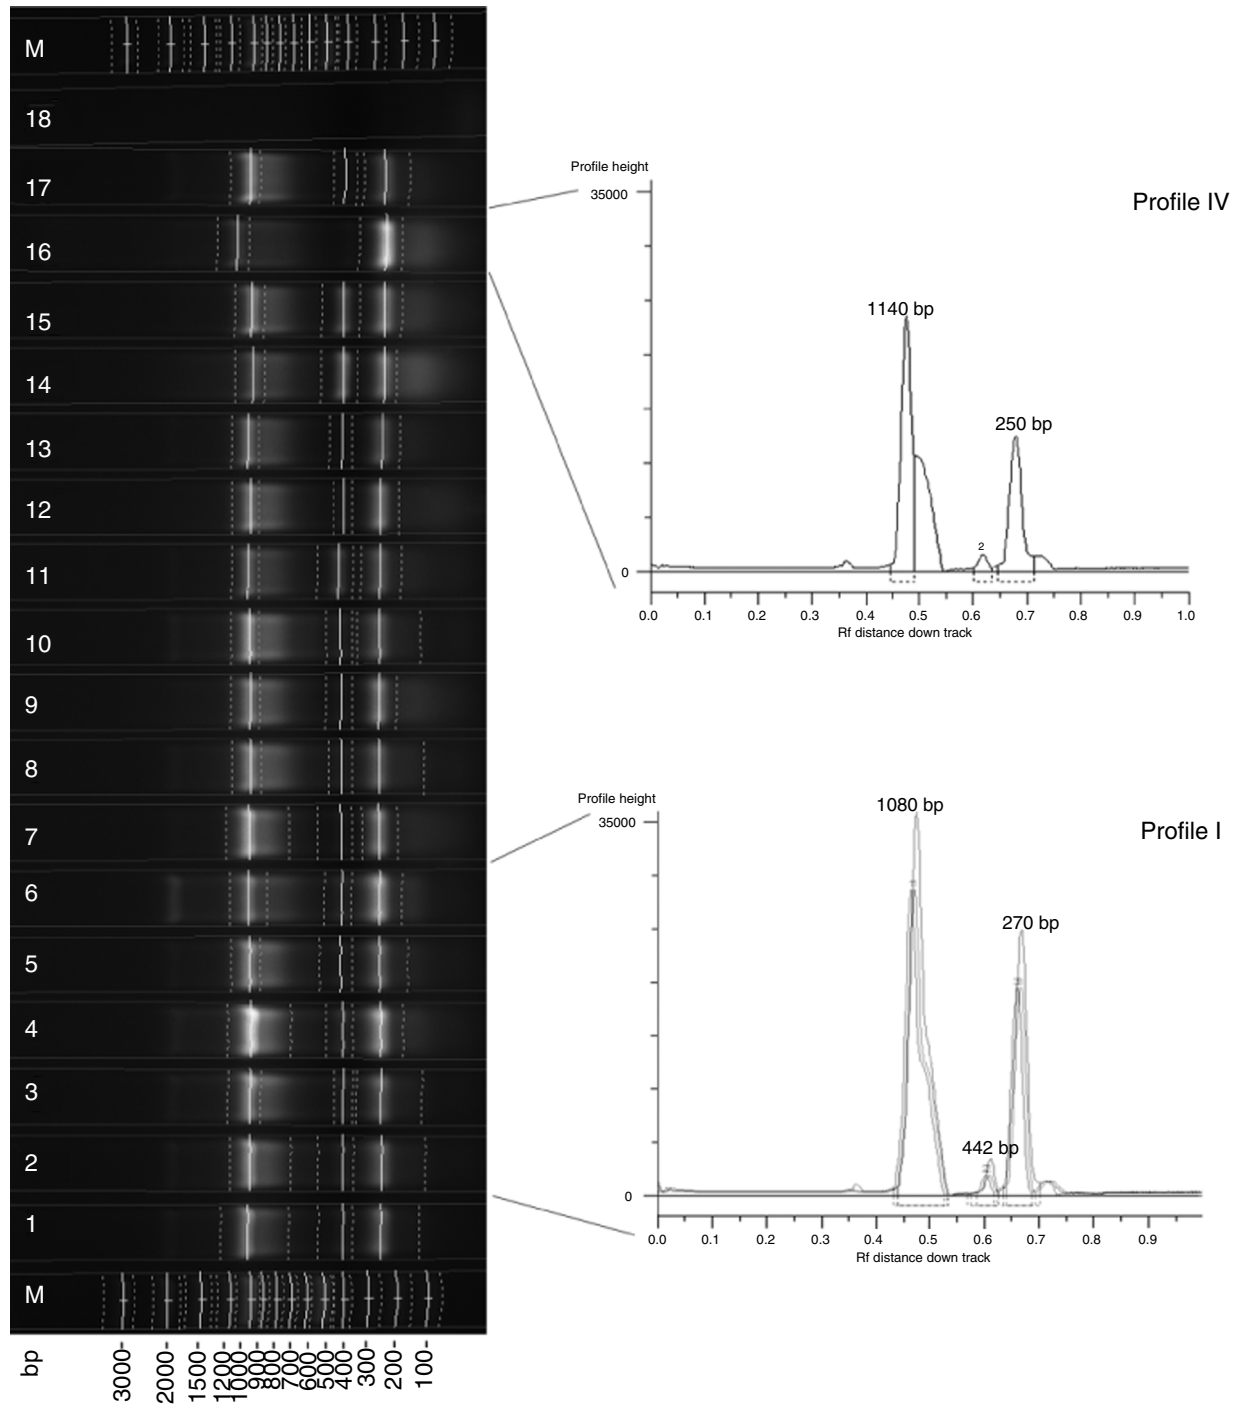 M
18
17
16
15
14
13
12
11
10
9
8
7
6
5
4
3
2
1
M
bp
3000-
2000-
1500-
1200-
1000-
900-
800-
700-
600-
500-
400-
300-
200-
100-
Profile height
35000
Profile IV
1140 bp
250 bp
2
0
0.0 0.1 0.2 0.3 0.4 0.5 0.6 0.7 0.8 0.9 1.0
Rf distance down track
Profile height
35000
1080 bp
Profile I
270 bp
442 bp
0
0.0 0.1 0.2 0.3 0.4 0.5 0.6 0.7 0.8 0.9
Rf distance down track